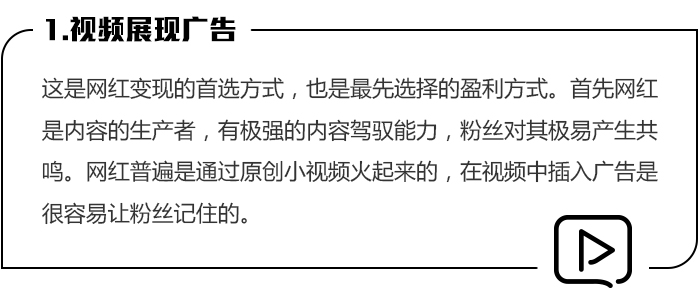 1.视频展现广告
这是网红变现的首选方式，也是最先选择的盈利方式。首先网红
是内容的生产者，有极强的内容驾驭能力，粉丝对其极易产生共
鸣。网红普遍是通过原创小视频火起来的，在视频中插入广告是
很容易让粉丝记住的。